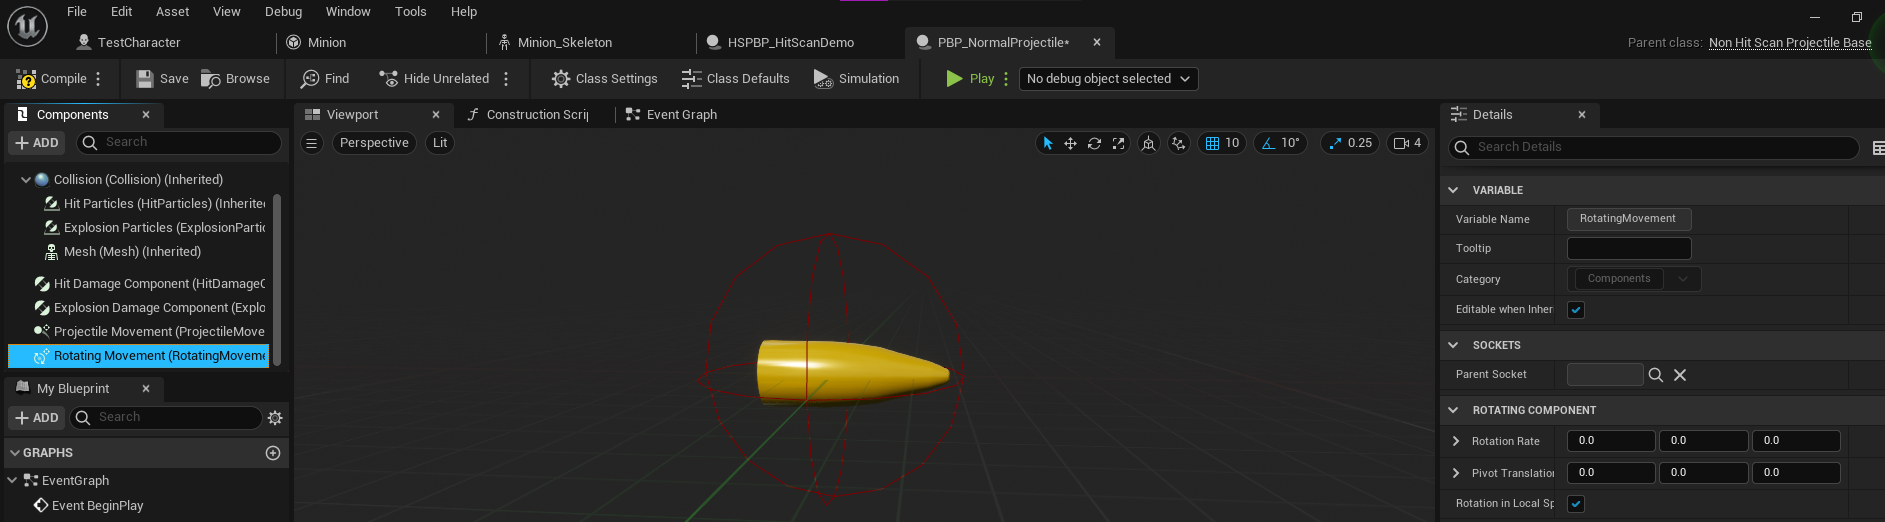 File Edit Asset View Debug Window Tools Help
TestCharacter Minion Minion_Skeleton HSPBP_HitScanDemo PBP_NormalProjectile*
Parent class: Non Hit Scan Projectile Base
Compile Save Browse Find Hide Unrelated Class Settings Class Defaults Simulation Play No debug object selected
Components
ADD Search
Collision (Collision) (Inherited)
Hit Particles (HitParticles) (Inherite
Explosion Particles (ExplosionPartic
Mesh (Mesh) (Inherited)
Hit Damage Component (HitDamageC
Explosion Damage Component (Explo
Projectile Movement (ProjectileMove
Rotating Movement (RotatingMoveme
My Blueprint
ADD Search
GRAPHS
EventGraph
Event BeginPlay
Viewport Construction Scrip Event Graph
Perspective Lit 10 10° 0.25 4
Details
Search Details
VARIABLE
Variable Name RotatingMovement
Tooltip
Category Components
Editable when Inher
SOCKETS
Parent Socket
ROTATING COMPONENT
Rotation Rate 0.0 0.0 0.0
Pivot Translation 0.0 0.0 0.0
Rotation in Local Sp